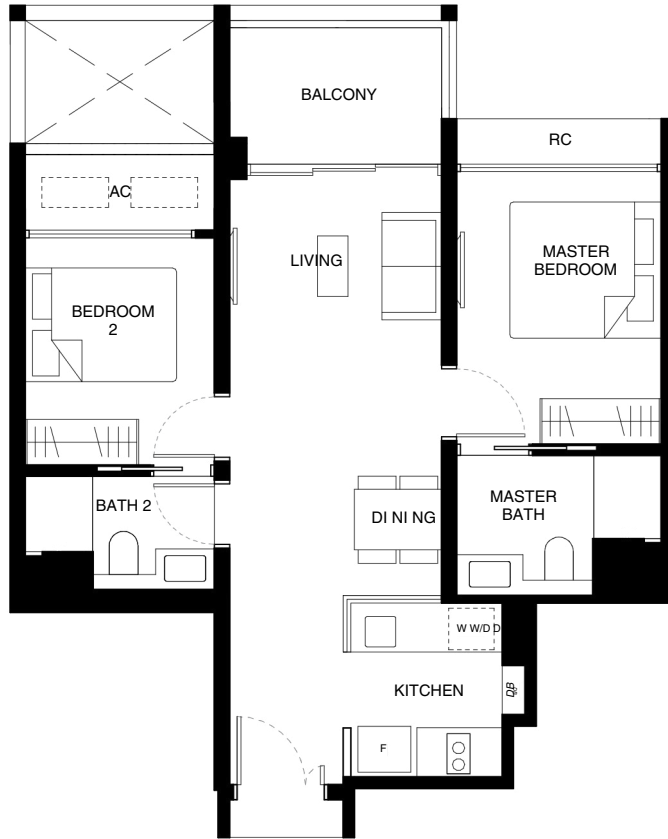 BALCONY
RC
AC
LIVING
MASTER
BEDROOM
BEDROOM
2
BATH 2
DI NI NG
MASTER
BATH
W W/D D
KITCHEN
DB
F